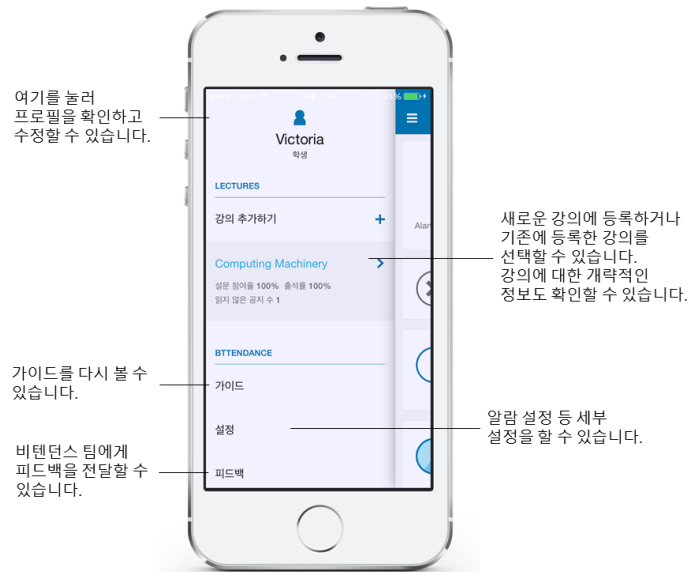 여기를 눌러
프로필을 확인하고
수정할 수 있습니다.
Victoria
학생
LECTURES
강의 추가하기 +
Alan
Computing Machinery
설문 참여율 100% 출석률 100%
읽지 않은 공지 수 1
새로운 강의에 등록하거나
기존에 등록한 강의를
선택할 수 있습니다.
강의에 대한 개략적인
정보도 확인할 수 있습니다.
BTTENDANCE
가이드를 다시 볼 수
있습니다.
가이드
설정
알람 설정 등 세부
설정을 할 수 있습니다.
비텐던스 팀에게
피드백을 전달할 수
있습니다.
피드백